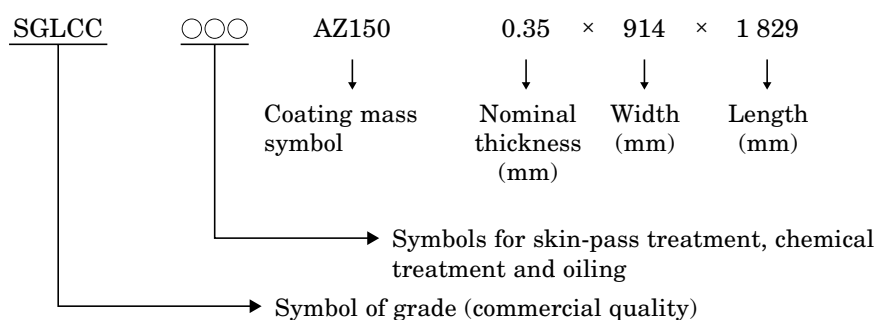 SGLCC ○○○ AZ150 0.35 × 914 × 1 829
Coating mass symbol
Nominal thickness (mm)
Width (mm)
Length (mm)
Symbols for skin-pass treatment, chemical
treatment and oiling
Symbol of grade (commercial quality)